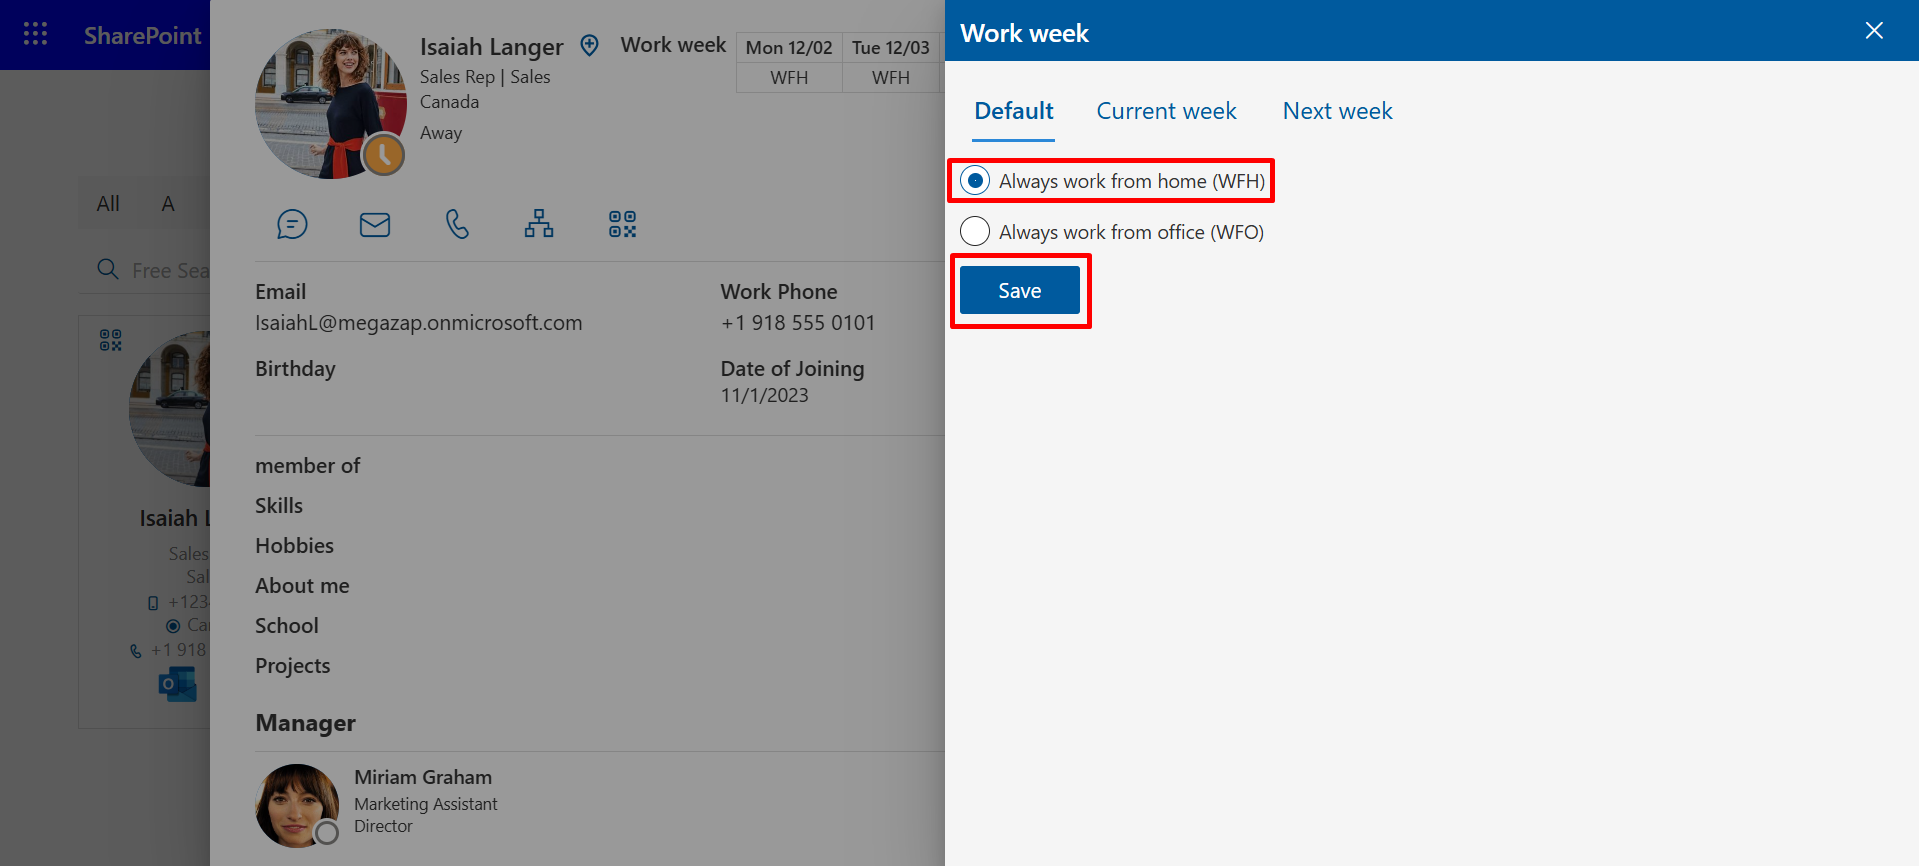 SharePoint
All A
Free Sea
Isaiah L
Sales
Sal
+123
Ca
+1 918
Isaiah Langer
Sales Rep | Sales
Canada
Away
Work week
Mon 12/02 Tue 12/03
WFH WFH
Email
IsaiahL@megazap.onmicrosoft.com
Work Phone
+1 918 555 0101
Birthday
Date of Joining
11/1/2023
member of
Skills
Hobbies
About me
School
Projects
Manager
Miriam Graham
Marketing Assistant
Director
Work week
Default Current week Next week
Always work from home (WFH)
Always work from office (WFO)
Save